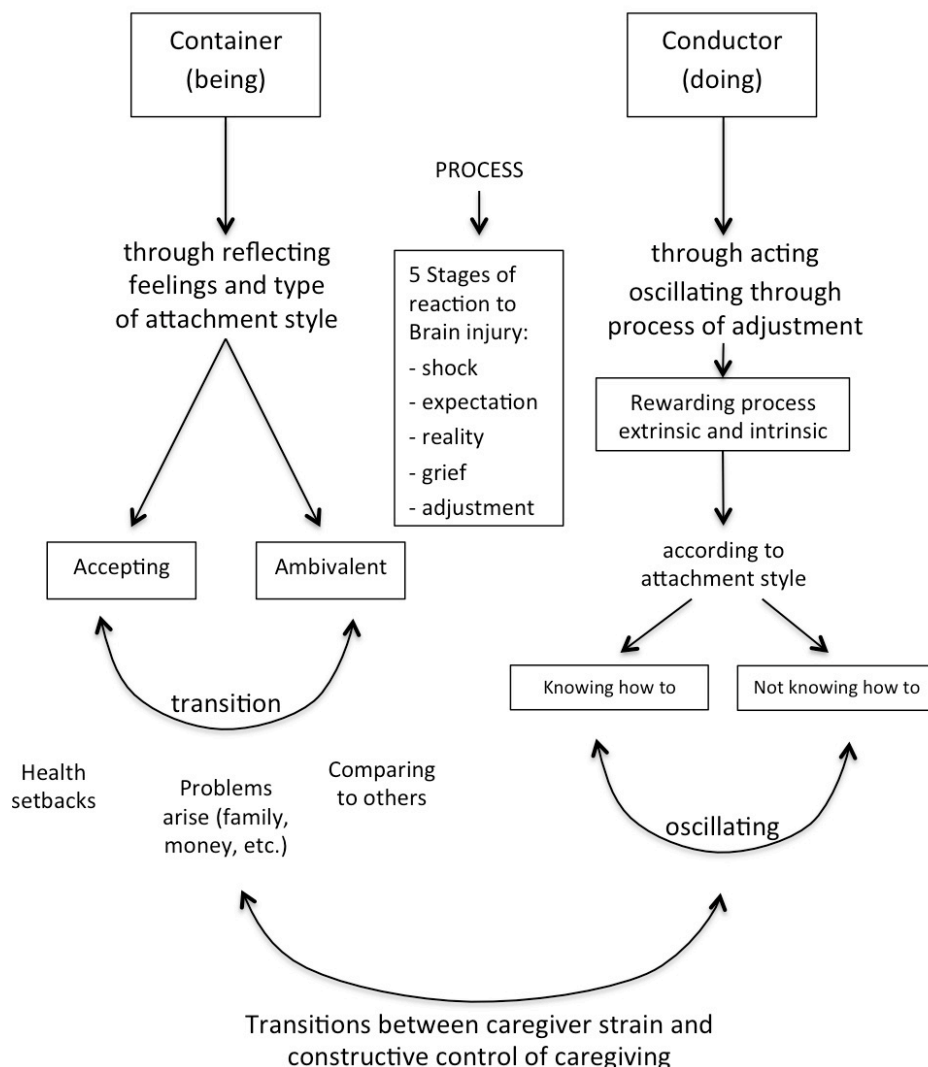 Container
(being)
through reflecting
feelings and type
of attachment style
Accepting
Ambivalent
transition
Health
setbacks
Problems
arise (family,
money, etc.)
Comparing
to others
PROCESS
5 Stages of
reaction to
Brain injury:
- shock
- expectation
- reality
- grief
- adjustment
Conductor
(doing)
through acting
oscillating through
process of adjustment
Rewarding process
extrinsic and intrinsic
according to
attachment style
Knowing how to
Not knowing how to
oscillating
Transitions between caregiver strain and
constructive control of caregiving